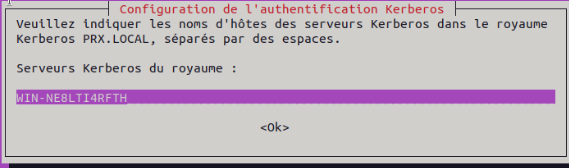 Configuration de l'authentification Kerberos
Veuillez indiquer les noms d'hôtes des serveurs Kerberos dans le royaume
Kerberos PRX.LOCAL, séparés par des espaces.
Serveurs Kerberos du royaume :
WIN-NE8LTI4RFTH
<Ok>